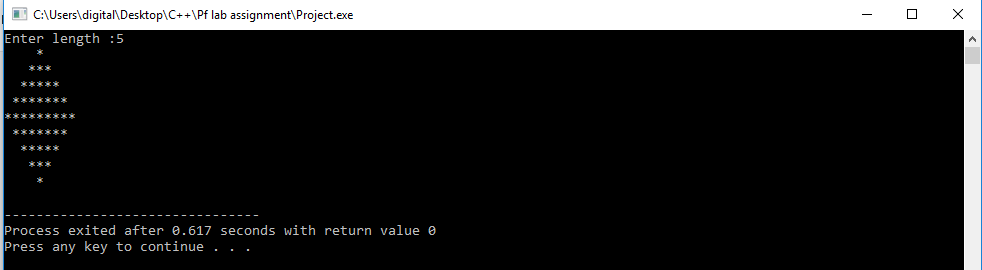 C:\Users\digital\Desktop\C++\Pf lab assignment\Project.exe
Enter length :5
    *
   ***
  *****
 *******
*********
 *******
  *****
   ***
    *
--------------------------------
Process exited after 0.617 seconds with return value 0
Press any key to continue . . .